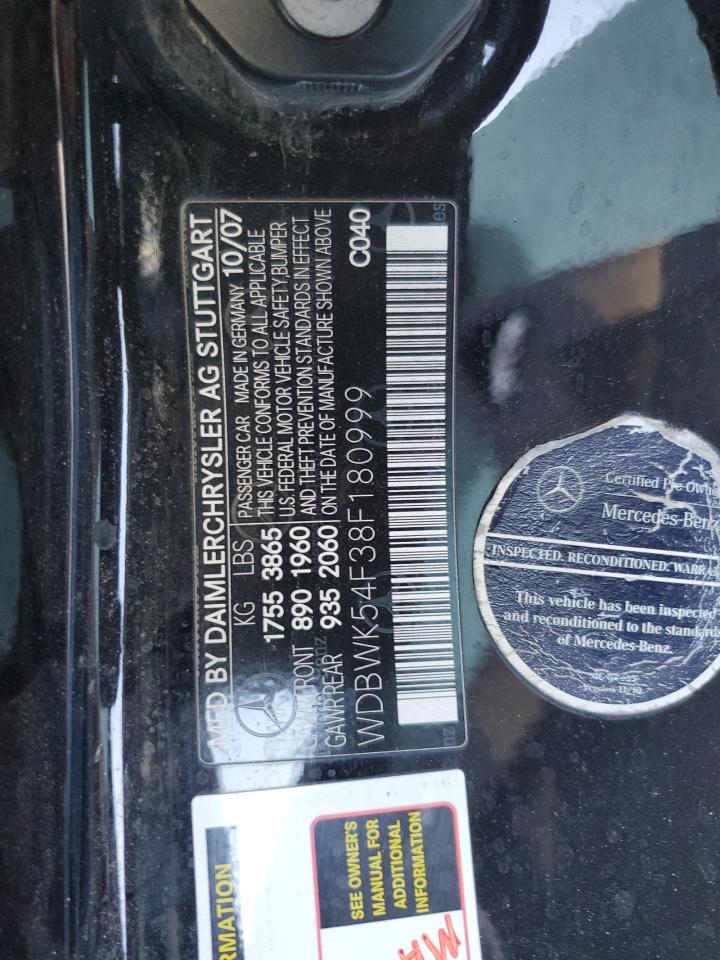 MFD BY DAIMLERCHRYSLER AG STUTTGART
KG LBS PASSENGER CAR MADE IN GERMANY 10/07
1755 3865 THIS VEHICLE CONFORMS TO ALL APPLICABLE
FRONT 890 1960 U.S. FEDERAL MOTOR VEHICLE SAFETY,BUMPER
AND THEFT PREVENTION STANDARDS IN EFFECT
GAWR REAR 935 2060 ON THE DATE OF MANUFACTURE SHOWN ABOVE
WDBWK54F38F180999 C040
Certified Pre Owne
Mercedes-Benz
INSPECTED. RECONDITIONED. WARRA
This vehicle has been inspected
and reconditioned to the standards
of Mercedes-Benz.
RMATION
SEE OWNER'S
MANUAL FOR
ADDITIONAL
INFORMATION